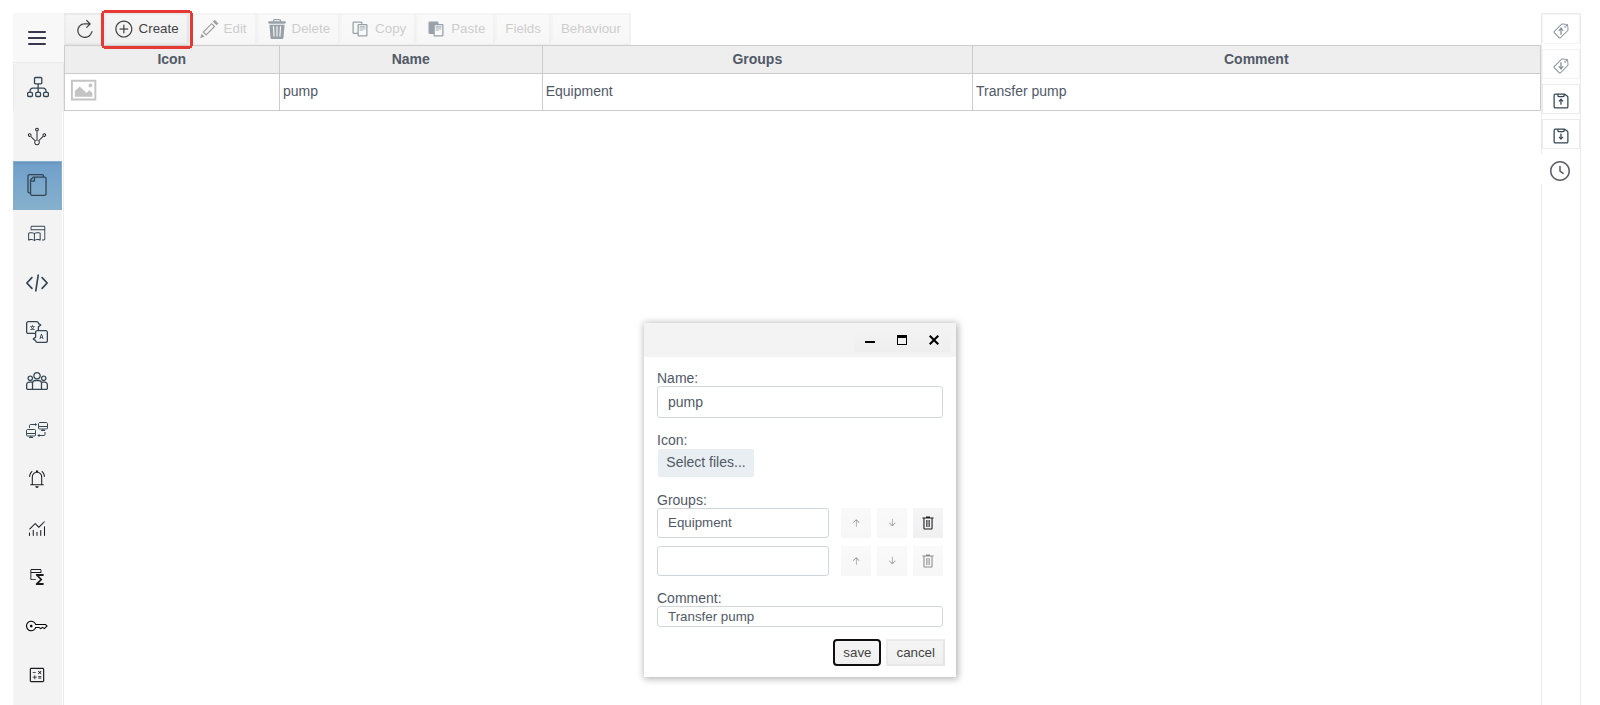 Create Edit Delete Copy Paste Fields Behaviour
Icon Name Groups Comment
pump Equipment Transfer pump
Name:
pump
Icon:
Select files...
Groups:
Equipment
Comment:
Transfer pump
save cancel